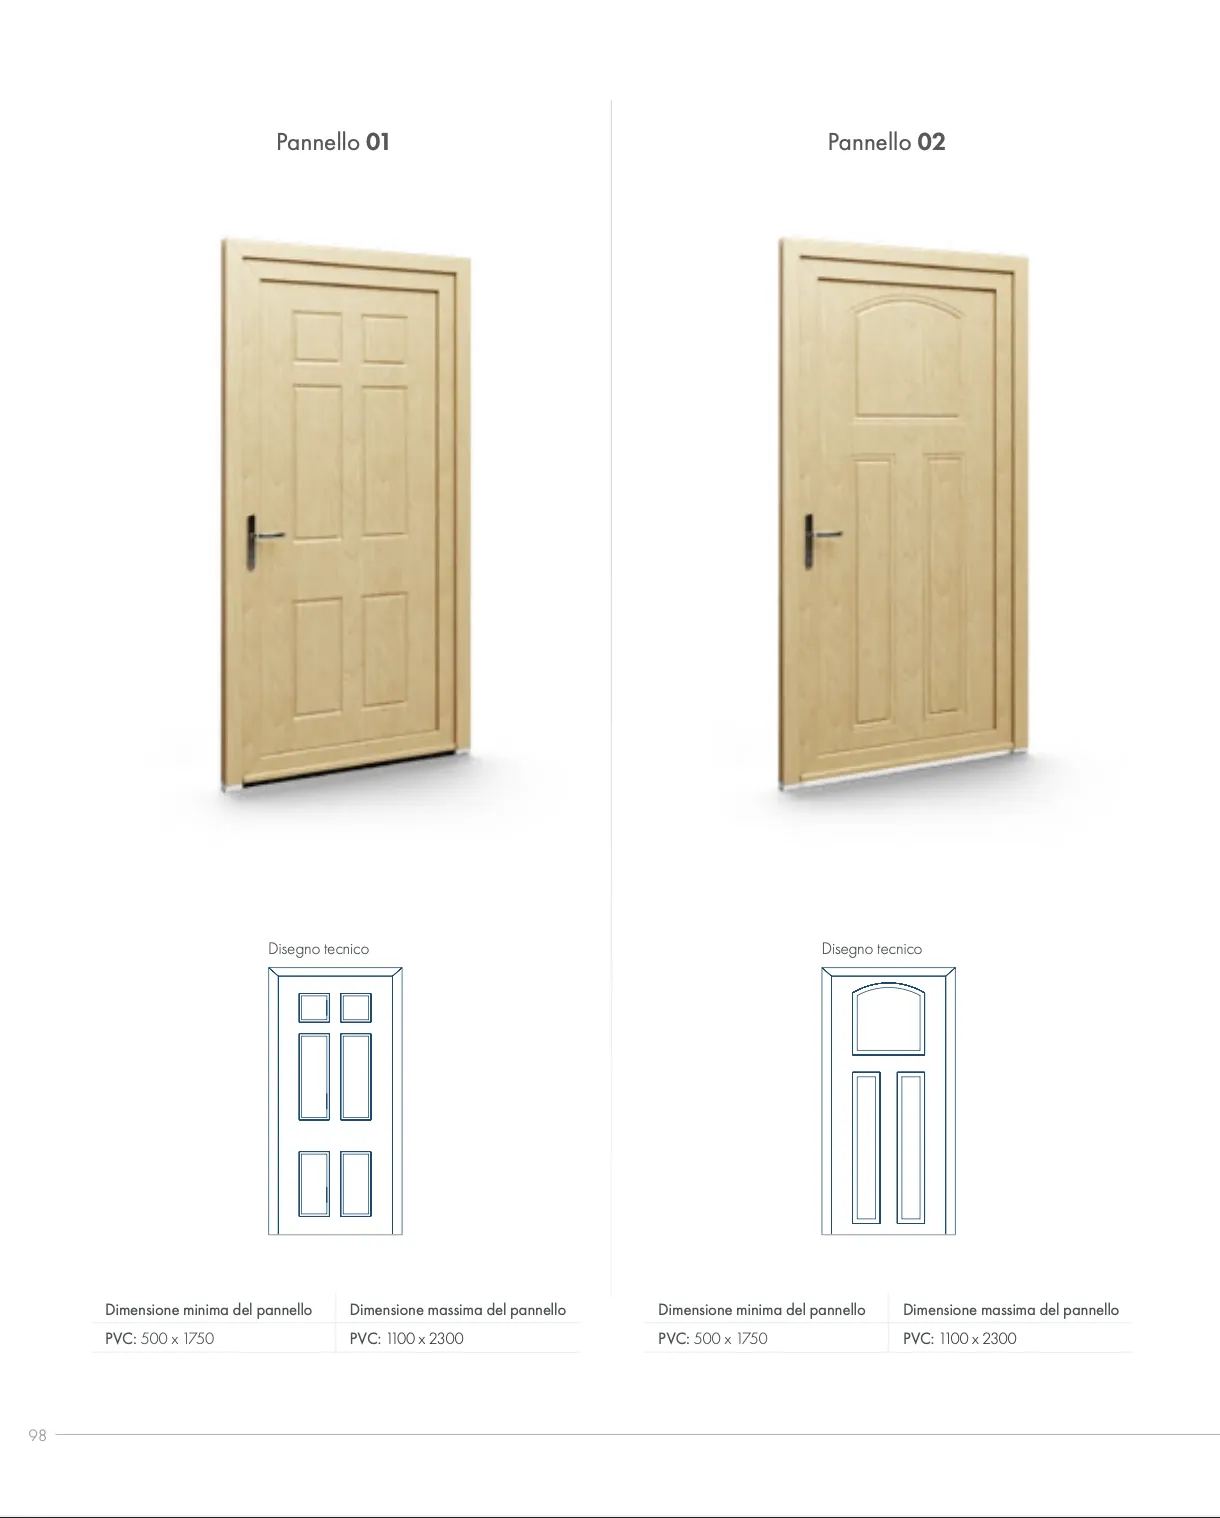 Pannello 01
Disegno tecnico
Dimensione minima del pannello
Dimensione massima del pannello
PVC: 500 x 1750
PVC: 1100 x 2300
Pannello 02
Disegno tecnico
Dimensione minima del pannello
Dimensione massima del pannello
PVC: 500 x 1750
PVC: 1100 x 2300
98